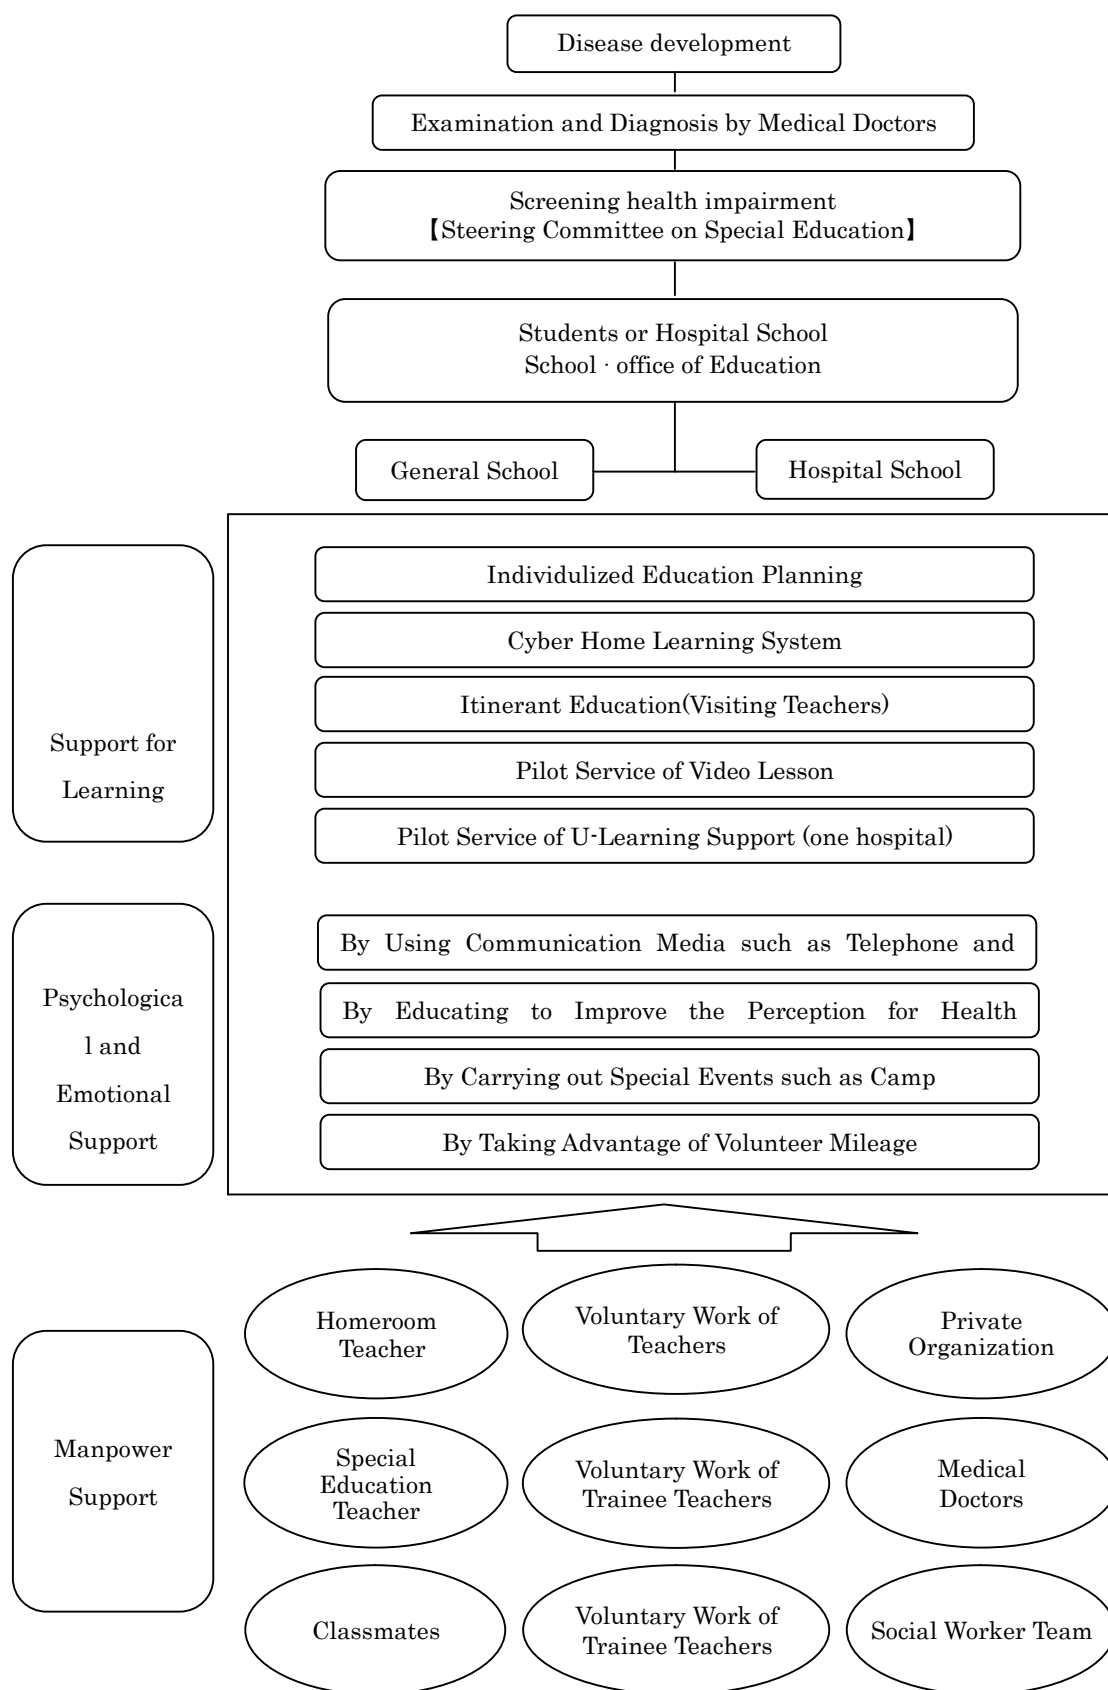 Disease development
Examination and Diagnosis by Medical Doctors
Screening health impairment
【Steering Committee on Special Education】
Students or Hospital School
School · office of Education
General School
Hospital School
Support for
Learning
Individulized Education Planning
Cyber Home Learning System
Itinerant Education(Visiting Teachers)
Pilot Service of Video Lesson
Pilot Service of U-Learning Support (one hospital)
Psychologica
l and
Emotional
Support
By Using Communication Media such as Telephone and
By Educating to Improve the Perception for Health
By Carrying out Special Events such as Camp
By Taking Advantage of Volunteer Mileage
Manpower
Support
Homeroom
Teacher
Voluntary Work of
Teachers
Private
Organization
Special
Education
Teacher
Voluntary Work of
Trainee Teachers
Medical
Doctors
Classmates
Voluntary Work of
Trainee Teachers
Social Worker Team